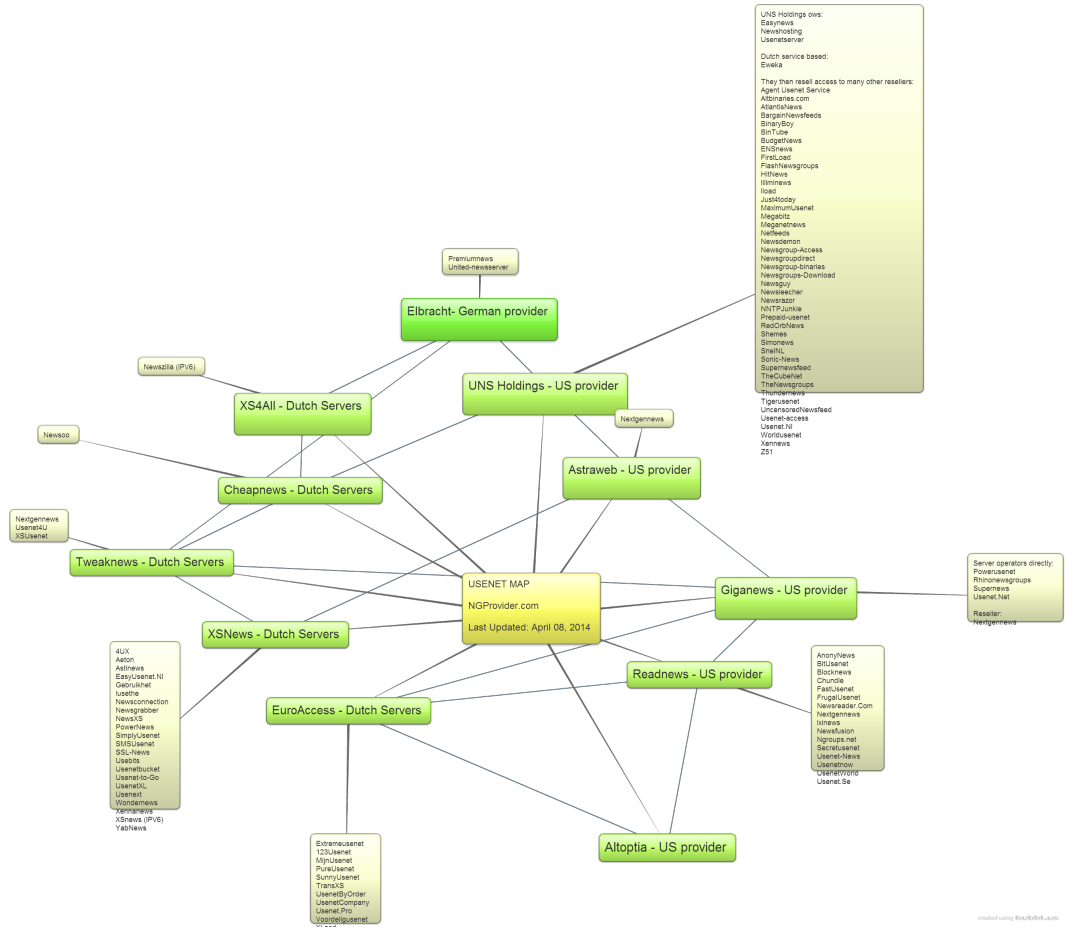 UNS Holdings ows:
Easynews
Newshosting
Usenetserver
Dutch service based:
Eweka
They then resell access to many other resellers:
Agent Usenet Service
Altbinaries.com
AtlantisNews
BargainNewsfeeds
BinaryBoy
BinTube
BudgetNews
ENSnews
FirstLoad
FlashNewsgroups
HitNews
Illiminews
Iload
Just4today
MaximumUsenet
Megabitz
Meganetnews
Netfeeds
Newsdemon
Newsgroup-Access
Newsgroupdirect
Newsgroup-binaries
Newsgroups-Download
Newsguy
Newsleecher
Newsrazor
NNTPJunkie
Prepaid-usenet
RedOrbNews
Shemes
Simonews
SnelNL
Sonic-News
Supernewsfeed
TheCubeNet
TheNewsgroups
Thundernews
Tigerusenet
UncensoredNewsfeed
Usenet-access
Usenet.Nl
Worldusenet
Xennews
Z51
Premiumnews
United-newsserver
Elbracht- German provider
Newszilla (IPV6)
UNS Holdings - US provider
XS4All - Dutch Servers
Nextgennews
Newsoo
Astraweb - US provider
Cheapnews - Dutch Servers
Nextgennews
Usenet4U
XSUsenet
Tweaknews - Dutch Servers
USENET MAP
NGProvider.com
Last Updated: April 08, 2014
Giganews - US provider
Server operators directly:
Powerusenet
Rhinonewsgroups
Supernews
Usenet.Net
Reseller:
Nextgennews
XSNews - Dutch Servers
4UX
Aeton
Astinews
EasyUsenet.Nl
Gebruikhet
Iusethe
Newsconnection
Newsgrabber
NewsXS
PowerNews
SimplyUsenet
SMSUsenet
SSL-News
Usebits
Usenetbucket
Usenet-to-Go
UsenetXL
Usenext
Wondernews
Xennanews
XSnews (IPV6)
YabNews
Readnews - US provider
AnonyNews
BitUsenet
Blocknews
Chundle
FastUsenet
FrugalUsenet
Newsreader.Com
Nextgennews
Ixinews
Newsfusion
Ngroups.net
Secretusenet
Usenet-News
Usenetnow
UsenetWorld
Usenet.Se
EuroAccess - Dutch Servers
Extremeusenet
123Usenet
MijnUsenet
PureUsenet
SunnyUsenet
TransXS
UsenetByOrder
UsenetCompany
Usenet.Pro
Voordeligusenet
Altoptia - US provider
created using bubbl.us